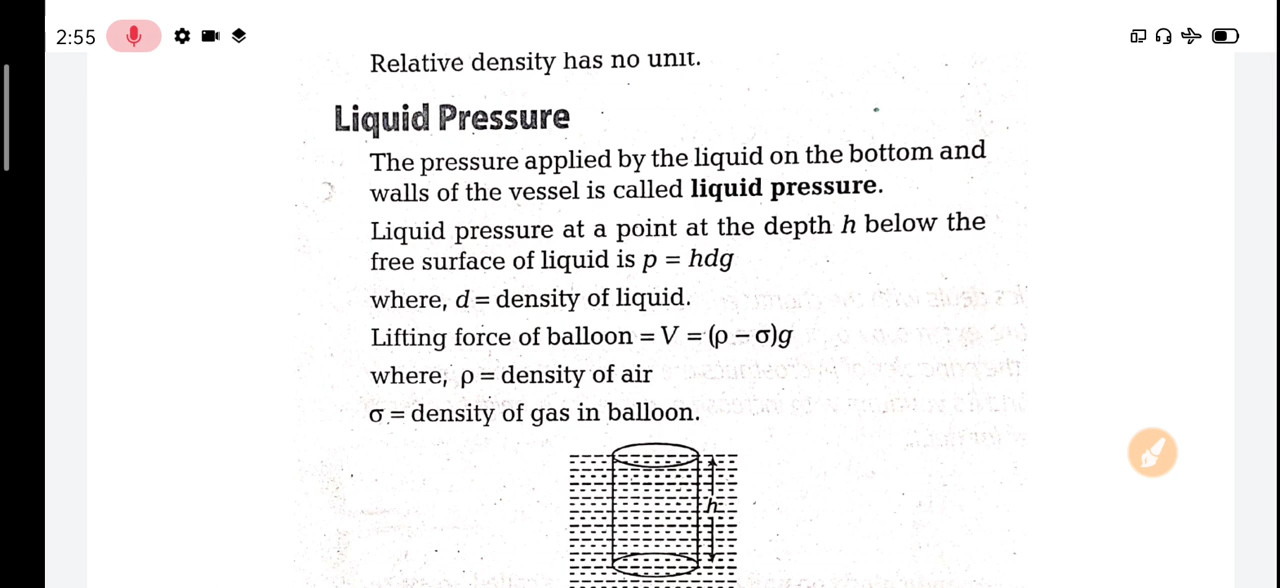 2:55
Relative density has no unit.
Liquid Pressure
The pressure applied by the liquid on the bottom and
walls of the vessel is called liquid pressure.
Liquid pressure at a point at the depth h below the
free surface of liquid is p = hdg
where, d = density of liquid.
Lifting force of balloon = V = (ρ – σ)g
where, ρ = density of air
σ = density of gas in balloon.
h